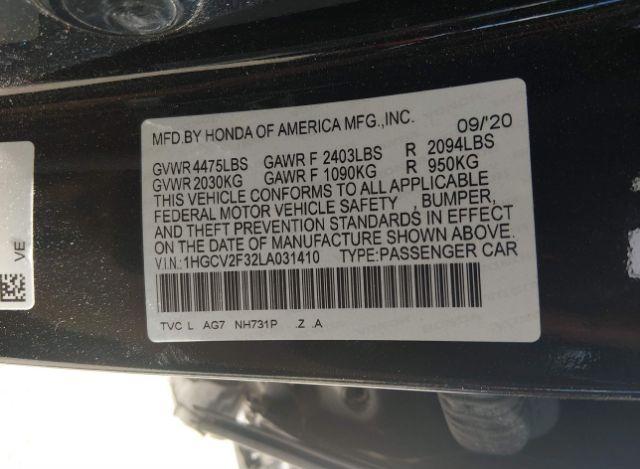 MFD.BY HONDA OF AMERICA MFG.,INC. 09/'20
GVWR 4475LBS GAWR F 2403LBS R 2094LBS
GVWR 2030KG GAWR F 1090KG R 950KG
THIS VEHICLE CONFORMS TO ALL APPLICABLE
FEDERAL MOTOR VEHICLE SAFETY , BUMPER,
AND THEFT PREVENTION STANDARDS IN EFFECT
ON THE DATE OF MANUFACTURE SHOWN ABOVE.
VIN: 1HGCV2F32LA031410 TYPE:PASSENGER CAR
TVC L AG7 NH731P .Z .A
VE